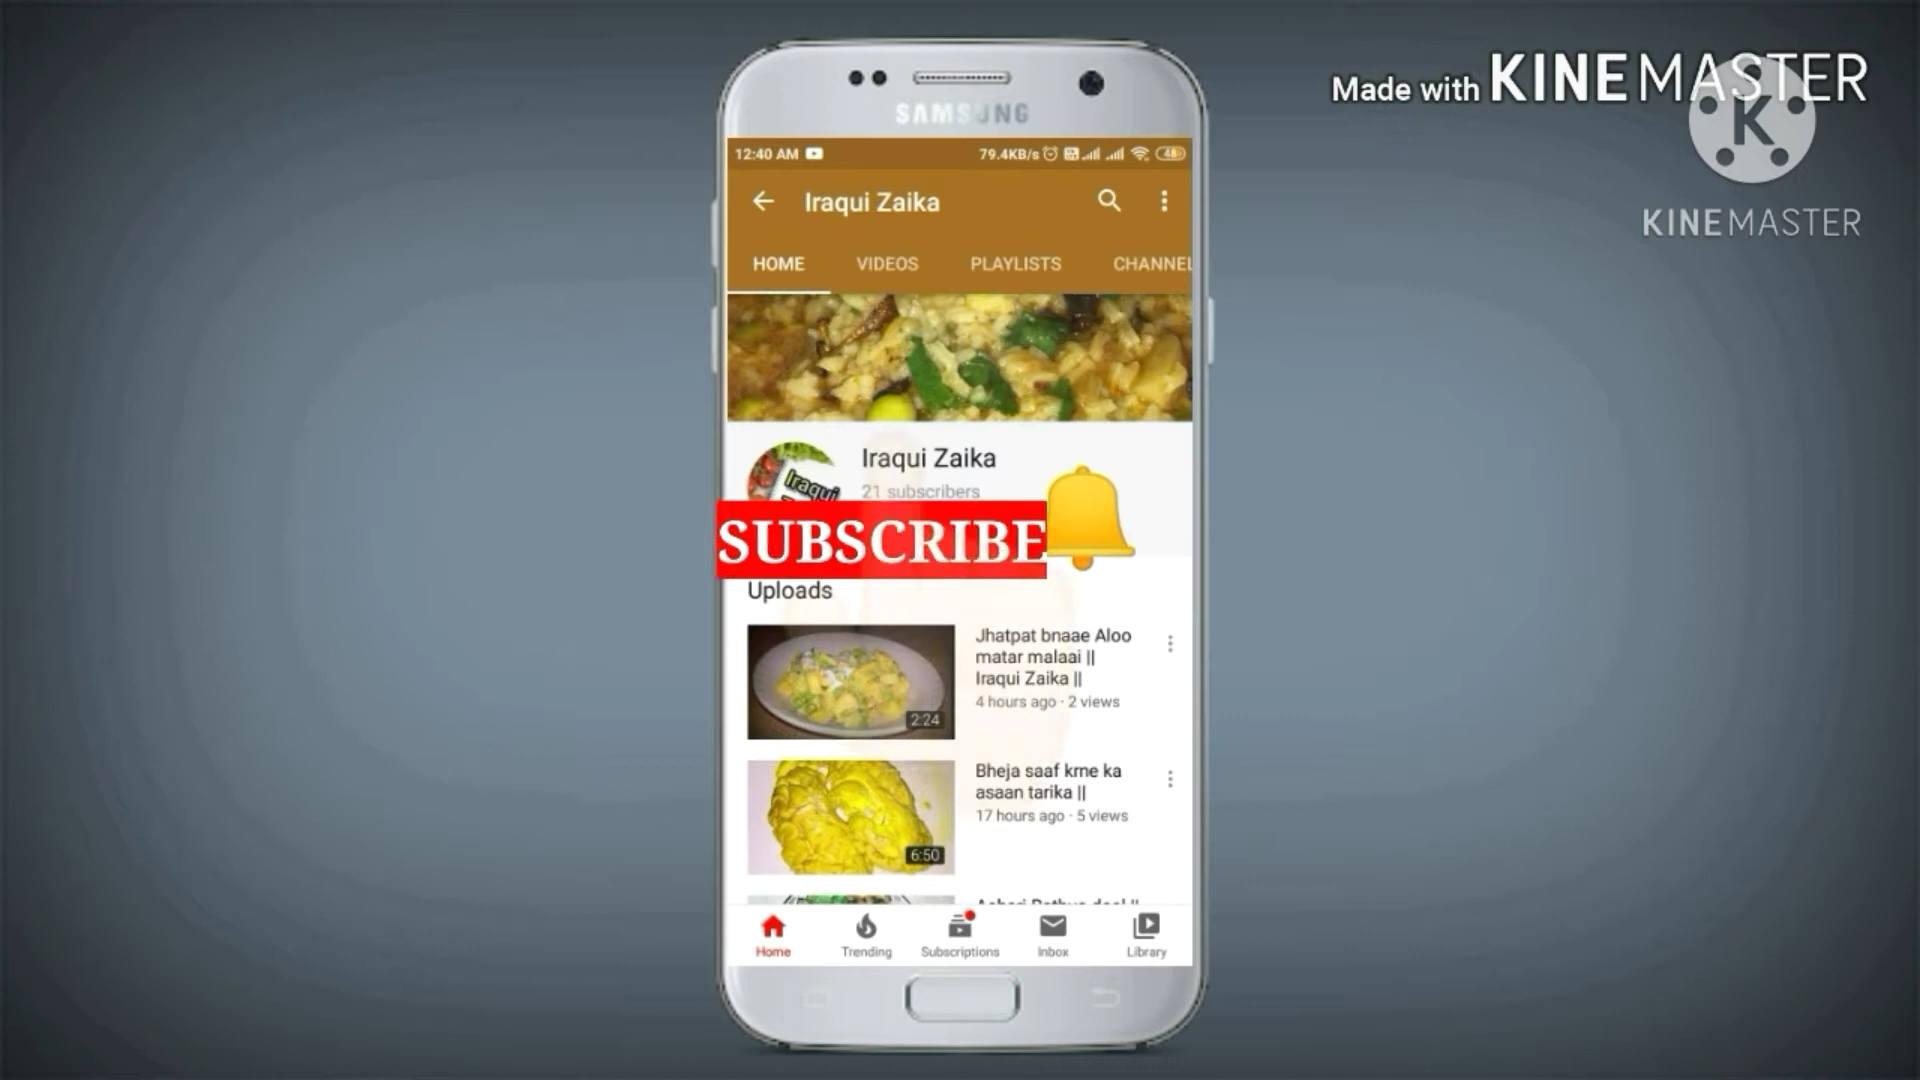 Made with KINEMASTER
K
KINEMASTER
SAMSUNG
12:40 AM
79.4KB/s
48
Iraqui Zaika
HOME
VIDEOS
PLAYLISTS
CHANNEL
Iraqui Zaika
Iraqui
21 subscribers
SUBSCRIBE
Uploads
Jhatpat bnaae Aloo
matar malaai ||
Iraqui Zaika ||
4 hours ago · 2 views
2:24
Bheja saaf krne ka
asaan tarika ||
17 hours ago · 5 views
6:50
Home
Trending
Subscriptions
Inbox
Library